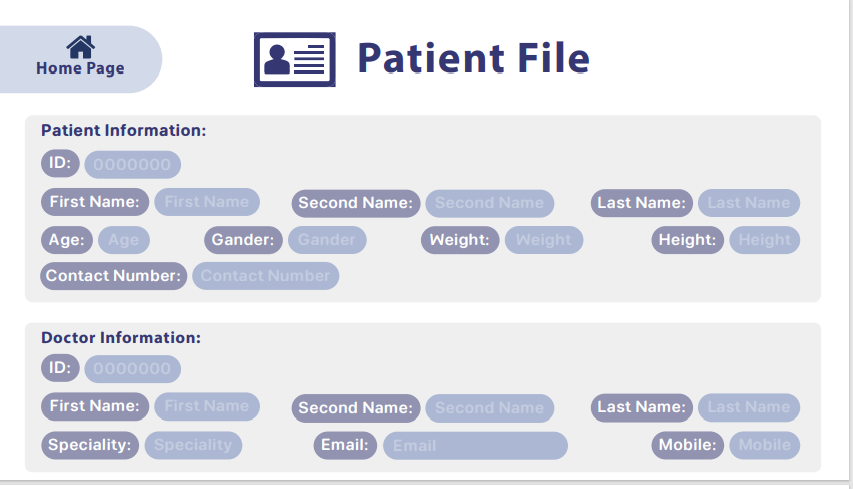 Home Page
Patient File
Patient Information:
ID: 0000000
First Name: First Name Second Name: Second Name Last Name: Last Name
Age: Age Gander: Gander Weight: Weight Height: Height
Contact Number: Contact Number
Doctor Information:
ID: 0000000
First Name: First Name Second Name: Second Name Last Name: Last Name
Speciality: Speciality Email: Email Mobile: Mobile